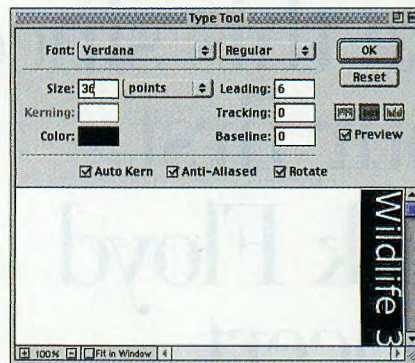 Type Tool
Font: Verdana Regular OK
Size: 36 points Leading: 6 Reset
Kerning: Tracking: 0
Color: Baseline: 0 Preview
Auto Kern Anti-Aliased Rotate
Wildlife 3
100% Fit in Window